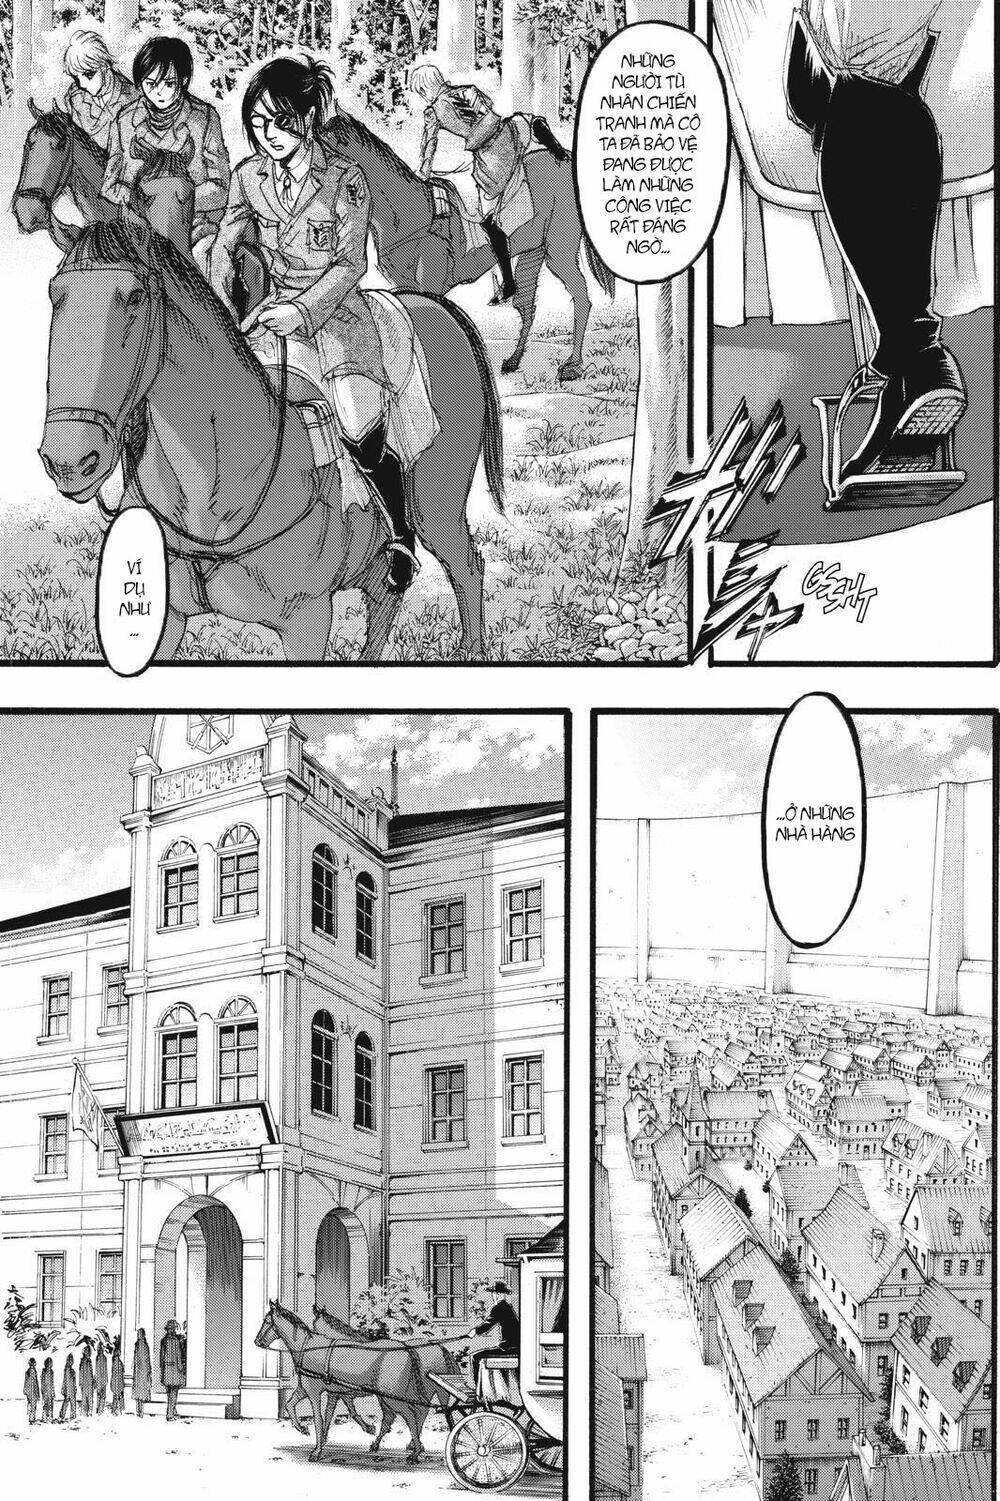 GSSHT
NHỮNG
NGƯỜI TÙ
NHÂN CHIẾN
TRANH MÀ CÔ
TA ĐÃ BẢO VỆ
ĐANG ĐƯỢC
LÀM NHỮNG
CÔNG VIỆC
RẤT ĐÁNG
NGỜ...
VÍ
DỤ
NHƯ
...
...Ở NHỮNG
NHÀ HÀNG